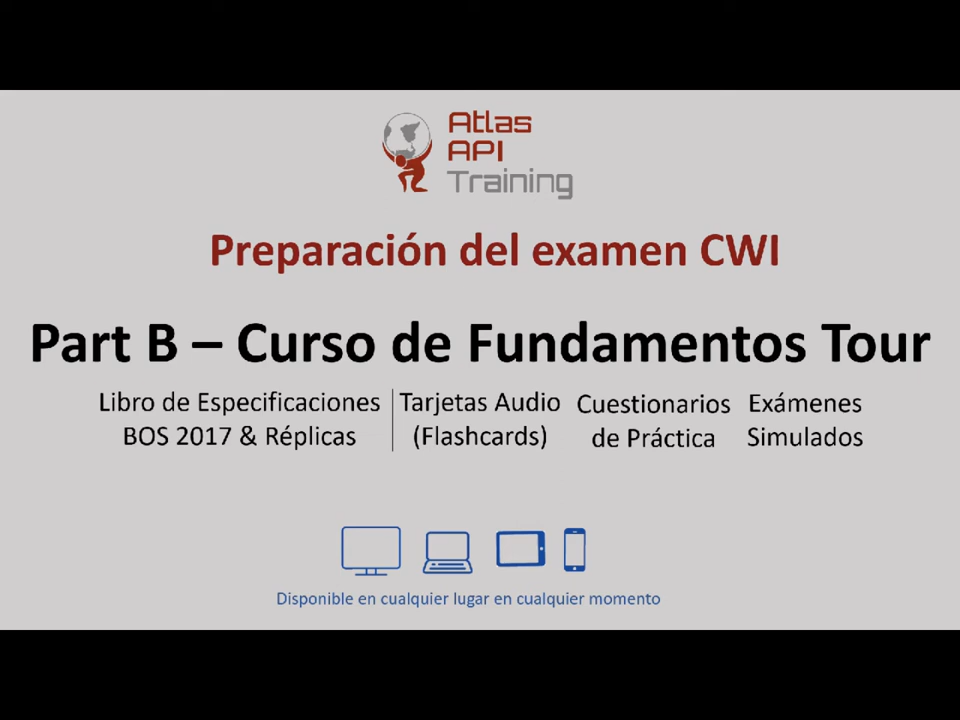 Atlas
API
Training
Preparación del examen CWI
Part B – Curso de Fundamentos Tour
Libro de Especificaciones
BOS 2017 & Réplicas
Tarjetas Audio
(Flashcards)
Cuestionarios
de Práctica
Exámenes
Simulados
Disponible en cualquier lugar en cualquier momento